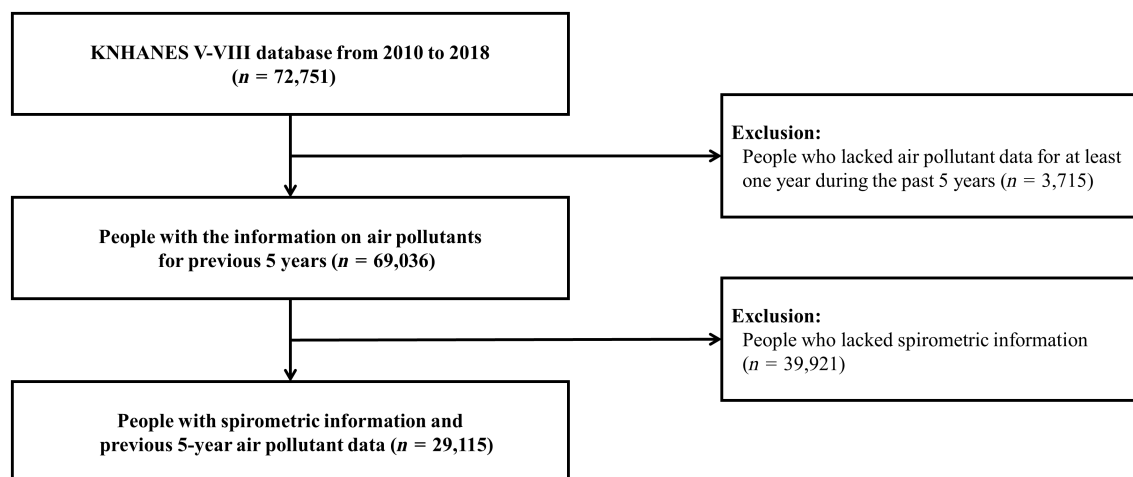 KNHANES V-VIII database from 2010 to 2018
(n = 72,751)
Exclusion:
People who lacked air pollutant data for at least
one year during the past 5 years (n = 3,715)
People with the information on air pollutants
for previous 5 years (n = 69,036)
Exclusion:
People who lacked spirometric information
(n = 39,921)
People with spirometric information and
previous 5-year air pollutant data (n = 29,115)